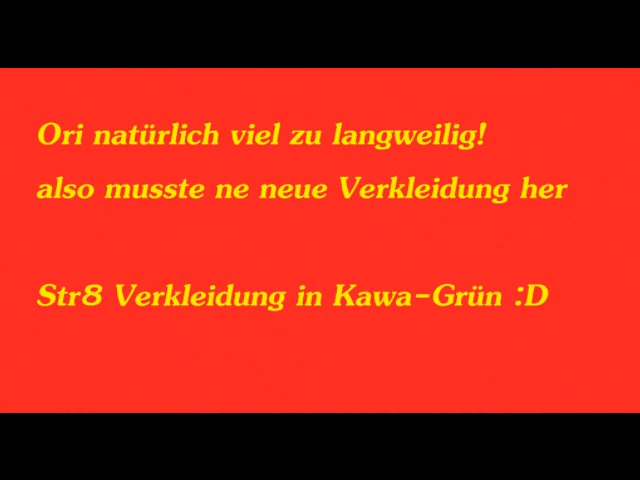 Ori natürlich viel zu langweilig!
also musste ne neue Verkleidung her
Str8 Verkleidung in Kawa-Grün :D